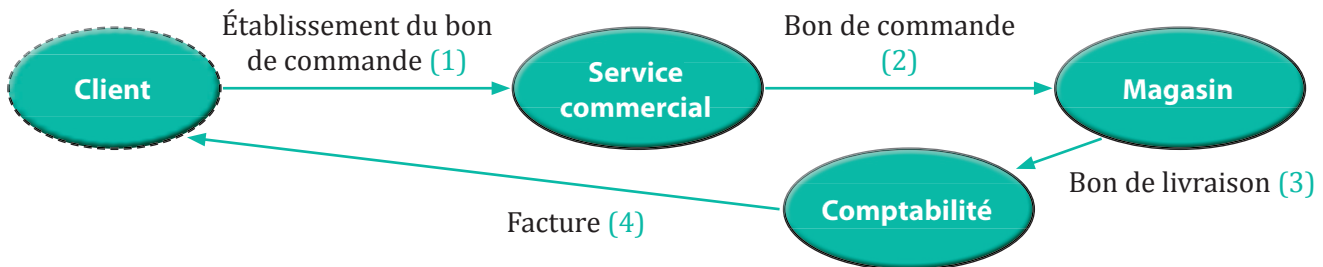 Établissement du bon
de commande (1)
Bon de commande
(2)
Client
Service
commercial
Magasin
Bon de livraison (3)
Comptabilité
Facture (4)